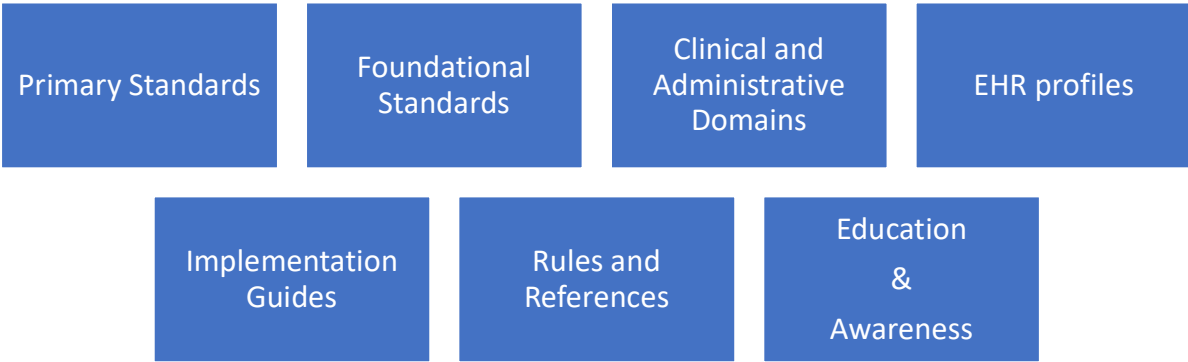 Primary Standards
Foundational
Standards
Clinical and
Administrative
Domains
EHR profiles
Implementation
Guides
Rules and
References
Education
&
Awareness